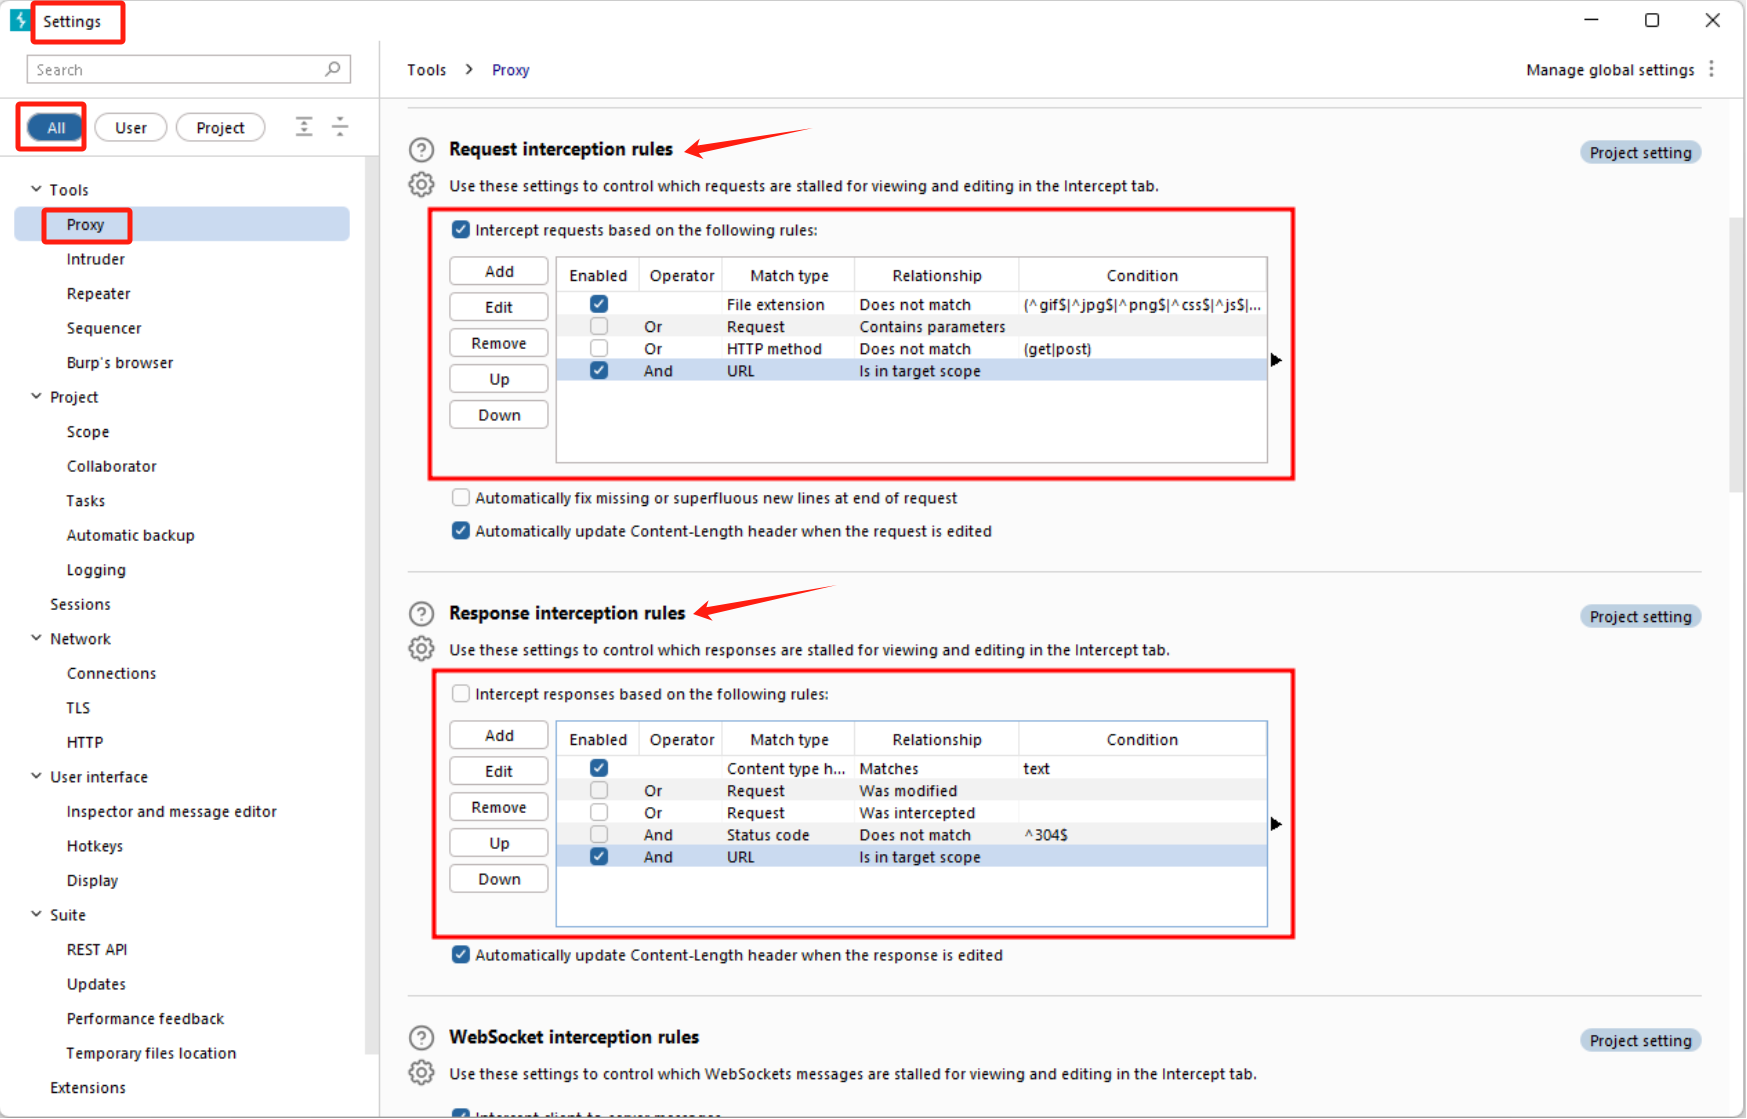 Settings
Search
All User Project
Tools
Proxy
Intruder
Repeater
Sequencer
Burp's browser
Project
Scope
Collaborator
Tasks
Automatic backup
Logging
Sessions
Network
Connections
TLS
HTTP
User interface
Inspector and message editor
Hotkeys
Display
Suite
REST API
Updates
Performance feedback
Temporary files location
Extensions
Tools > Proxy
Manage global settings
Request interception rules
Project setting
Use these settings to control which requests are stalled for viewing and editing in the Intercept tab.
Intercept requests based on the following rules:
Add
Edit
Remove
Up
Down
Enabled Operator Match type Relationship Condition
File extension Does not match (^gif$|^jpg$|^png$|^css$|^js$|...
Or Request Contains parameters
Or HTTP method Does not match (get|post)
And URL Is in target scope
Automatically fix missing or superfluous new lines at end of request
Automatically update Content-Length header when the request is edited
Response interception rules
Project setting
Use these settings to control which responses are stalled for viewing and editing in the Intercept tab.
Intercept responses based on the following rules:
Add
Edit
Remove
Up
Down
Enabled Operator Match type Relationship Condition
Content type h... Matches text
Or Request Was modified
Or Request Was intercepted
And Status code Does not match ^304$
And URL Is in target scope
Automatically update Content-Length header when the response is edited
WebSocket interception rules
Project setting
Use these settings to control which WebSockets messages are stalled for viewing and editing in the Intercept tab.
Intercept client-to-server messages